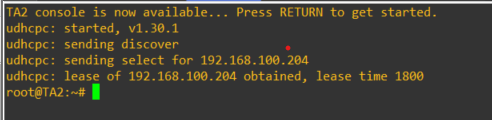 TA2 console is now available... Press RETURN to get started.
udhcpc: started, v1.30.1
udhcpc: sending discover
udhcpc: sending select for 192.168.100.204
udhcpc: lease of 192.168.100.204 obtained, lease time 1800
root@TA2:~#